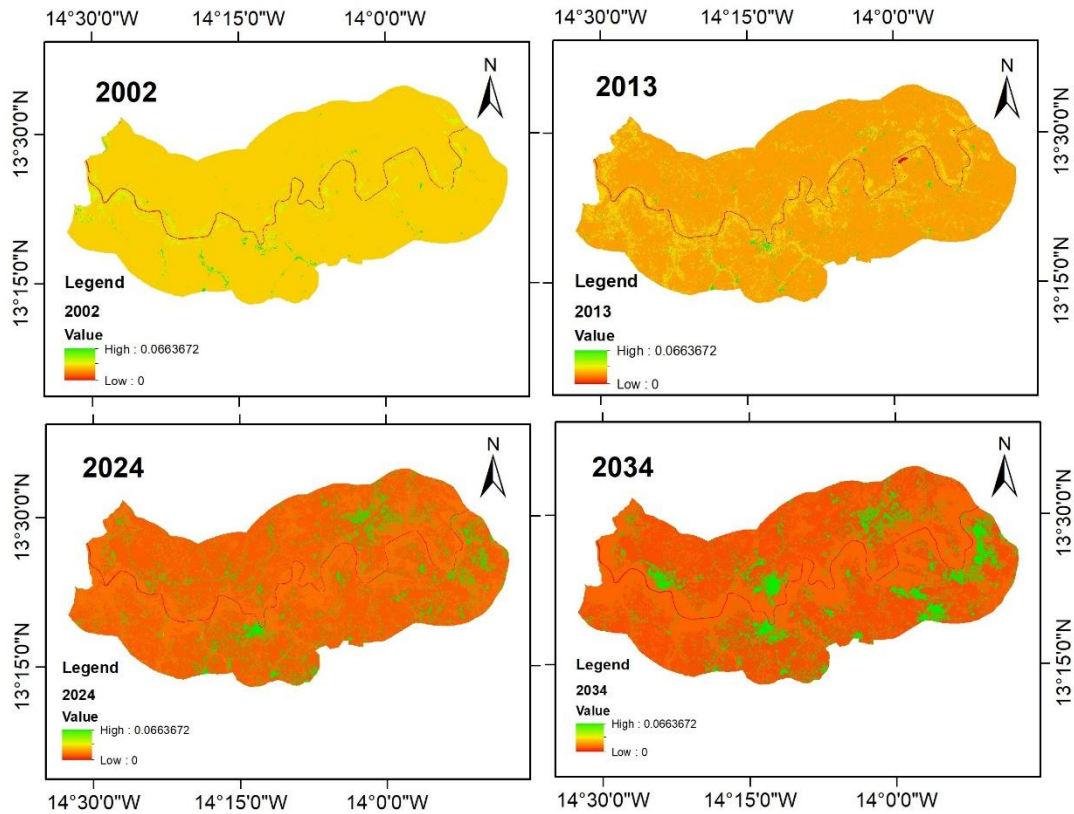 14°30'0"W 14°15'0"W 14°0'0"W
14°30'0"W 14°15'0"W 14°0'0"W
2002
N
13°30'0"N
13°15'0"N
Legend
2002
Value
High : 0.0663672
Low : 0
2013
N
13°30'0"N
13°15'0"N
Legend
2013
Value
High : 0.0663672
Low : 0
2024
N
13°30'0"N
13°15'0"N
Legend
2024
Value
High : 0.0663672
Low : 0
2034
N
13°30'0"N
13°15'0"N
Legend
2034
Value
High : 0.0663672
Low : 0
14°30'0"W 14°15'0"W 14°0'0"W
14°30'0"W 14°15'0"W 14°0'0"W